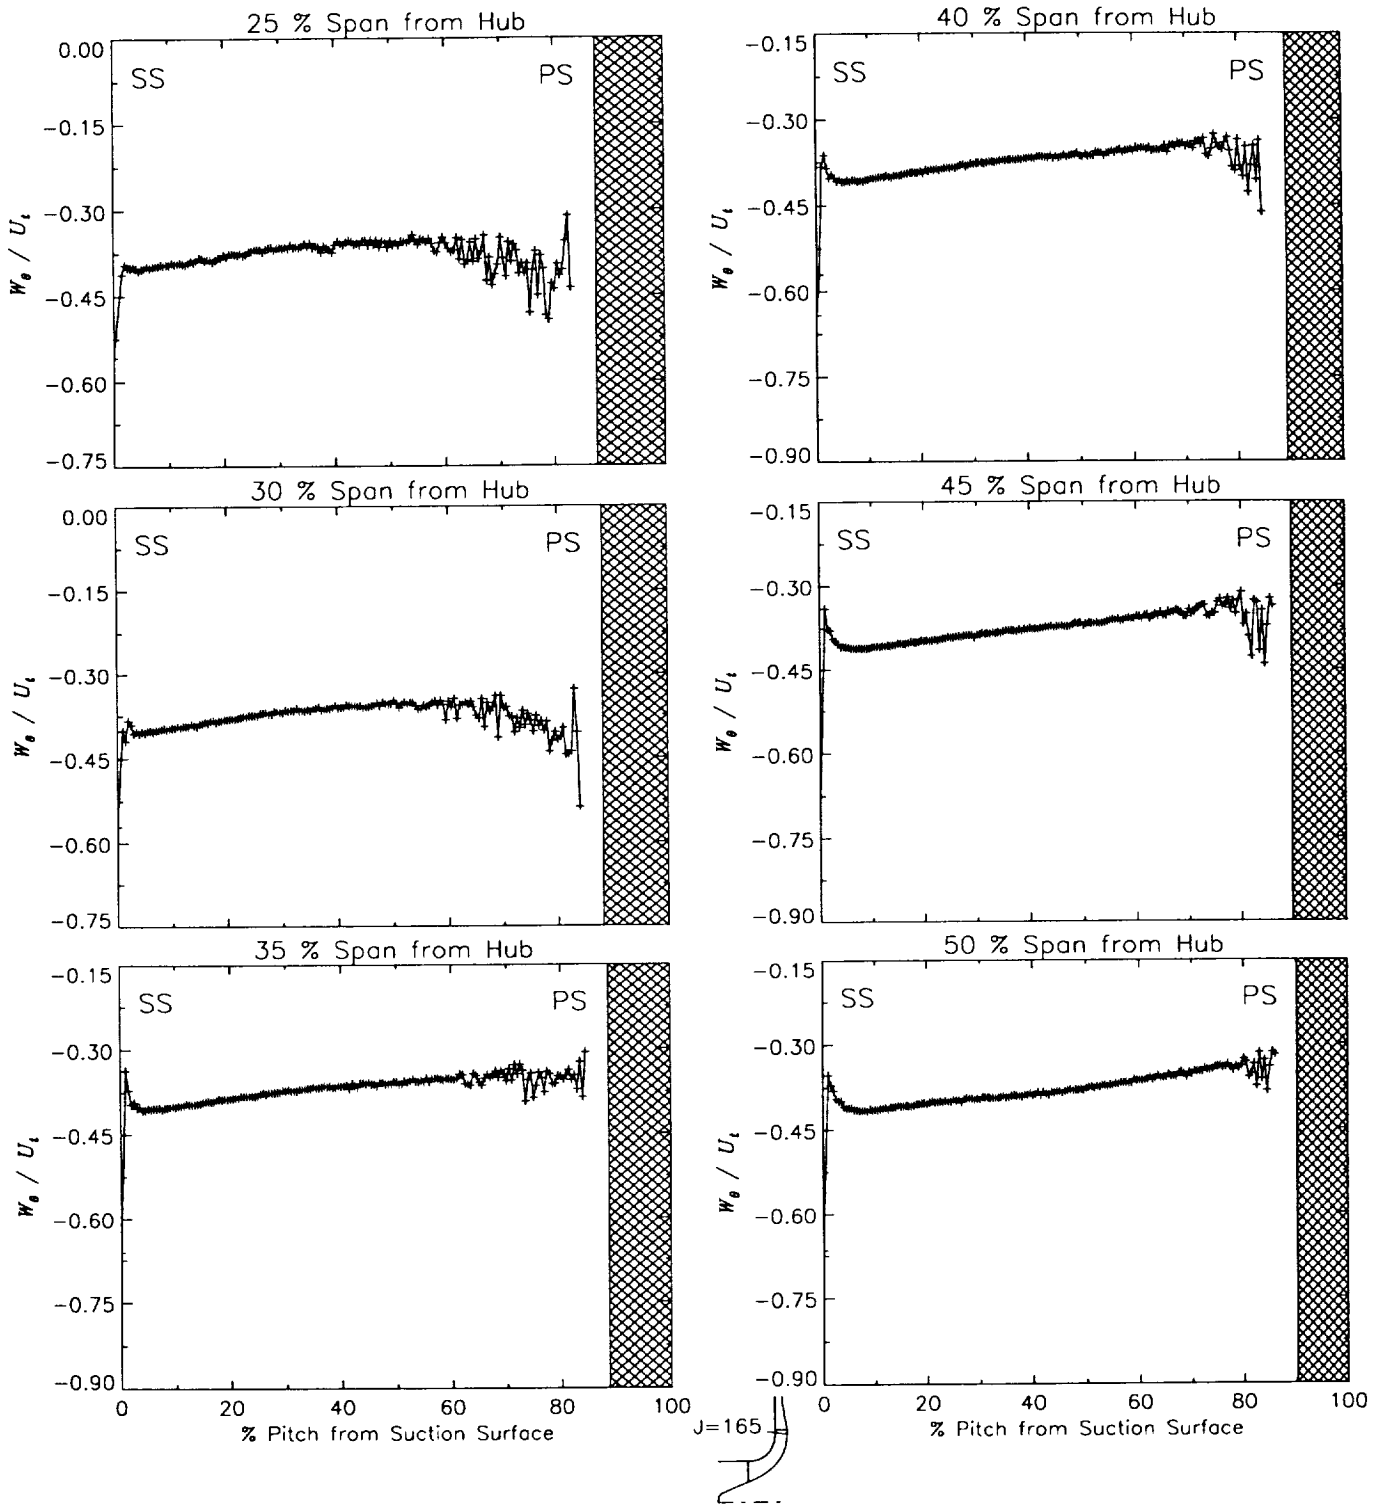 25 % Span from Hub
0.00
SS
PS
−0.15
−0.30
−0.45
−0.60
−0.75
W_θ / U_t
30 % Span from Hub
0.00
SS
PS
−0.15
−0.30
−0.45
−0.60
−0.75
W_θ / U_t
35 % Span from Hub
−0.15
SS
PS
−0.30
−0.45
−0.60
−0.75
−0.90
W_θ / U_t
0 20 40 60 80 100
% Pitch from Suction Surface
40 % Span from Hub
−0.15
SS
PS
−0.30
−0.45
−0.60
−0.75
−0.90
W_θ / U_t
45 % Span from Hub
−0.15
SS
PS
−0.30
−0.45
−0.60
−0.75
−0.90
W_θ / U_t
50 % Span from Hub
−0.15
SS
PS
−0.30
−0.45
−0.60
−0.75
−0.90
W_θ / U_t
0 20 40 60 80 100
% Pitch from Suction Surface
J=165